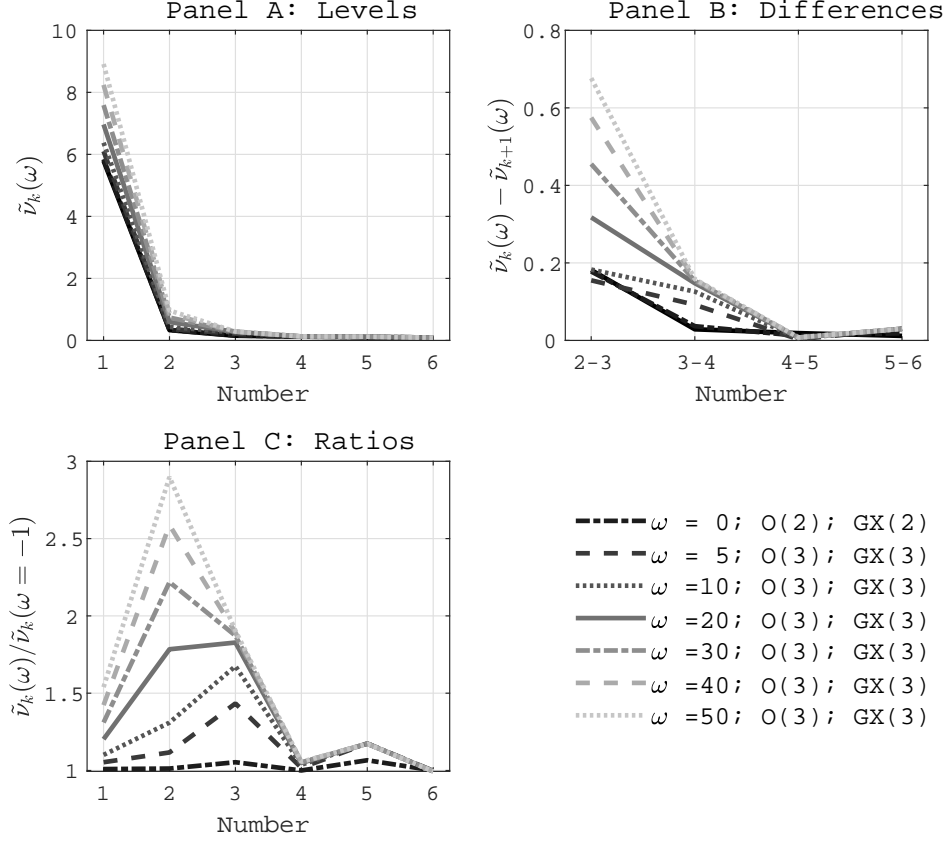 Panel A: Levels
10
8
6
4
2
0
ν̃ₖ(ω)
1 2 3 4 5 6
Number
Panel B: Differences
0.8
0.6
0.4
0.2
0
ν̃ₖ(ω) − ν̃ₖ₊₁(ω)
2-3 3-4 4-5 5-6
Number
Panel C: Ratios
3
2.5
2
1.5
1
ν̃ₖ(ω)/ν̃ₖ(ω = −1)
1 2 3 4 5 6
Number
ω = 0; O(2); GX(2)
ω = 5; O(3); GX(3)
ω =10; O(3); GX(3)
ω =20; O(3); GX(3)
ω =30; O(3); GX(3)
ω =40; O(3); GX(3)
ω =50; O(3); GX(3)